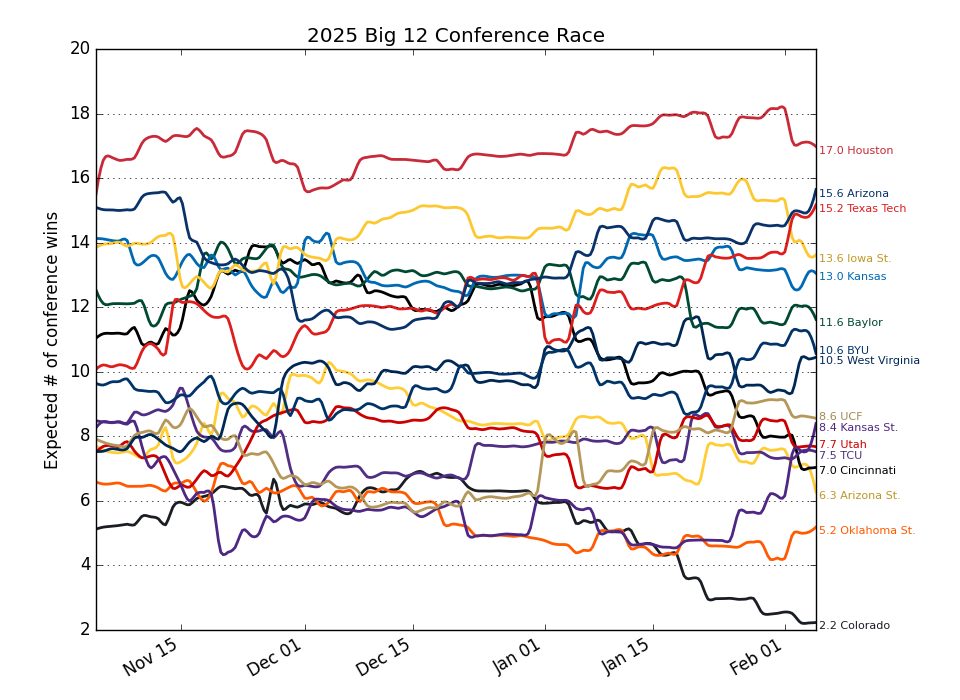 2025 Big 12 Conference Race
Expected # of conference wins
20
18
16
14
12
10
8
6
4
2
17.0 Houston
15.6 Arizona
15.2 Texas Tech
13.6 Iowa St.
13.0 Kansas
11.6 Baylor
10.6 BYU
10.5 West Virginia
8.6 UCF
8.4 Kansas St.
7.7 Utah
7.5 TCU
7.0 Cincinnati
6.3 Arizona St.
5.2 Oklahoma St.
2.2 Colorado
Nov 15
Dec 01
Dec 15
Jan 01
Jan 15
Feb 01